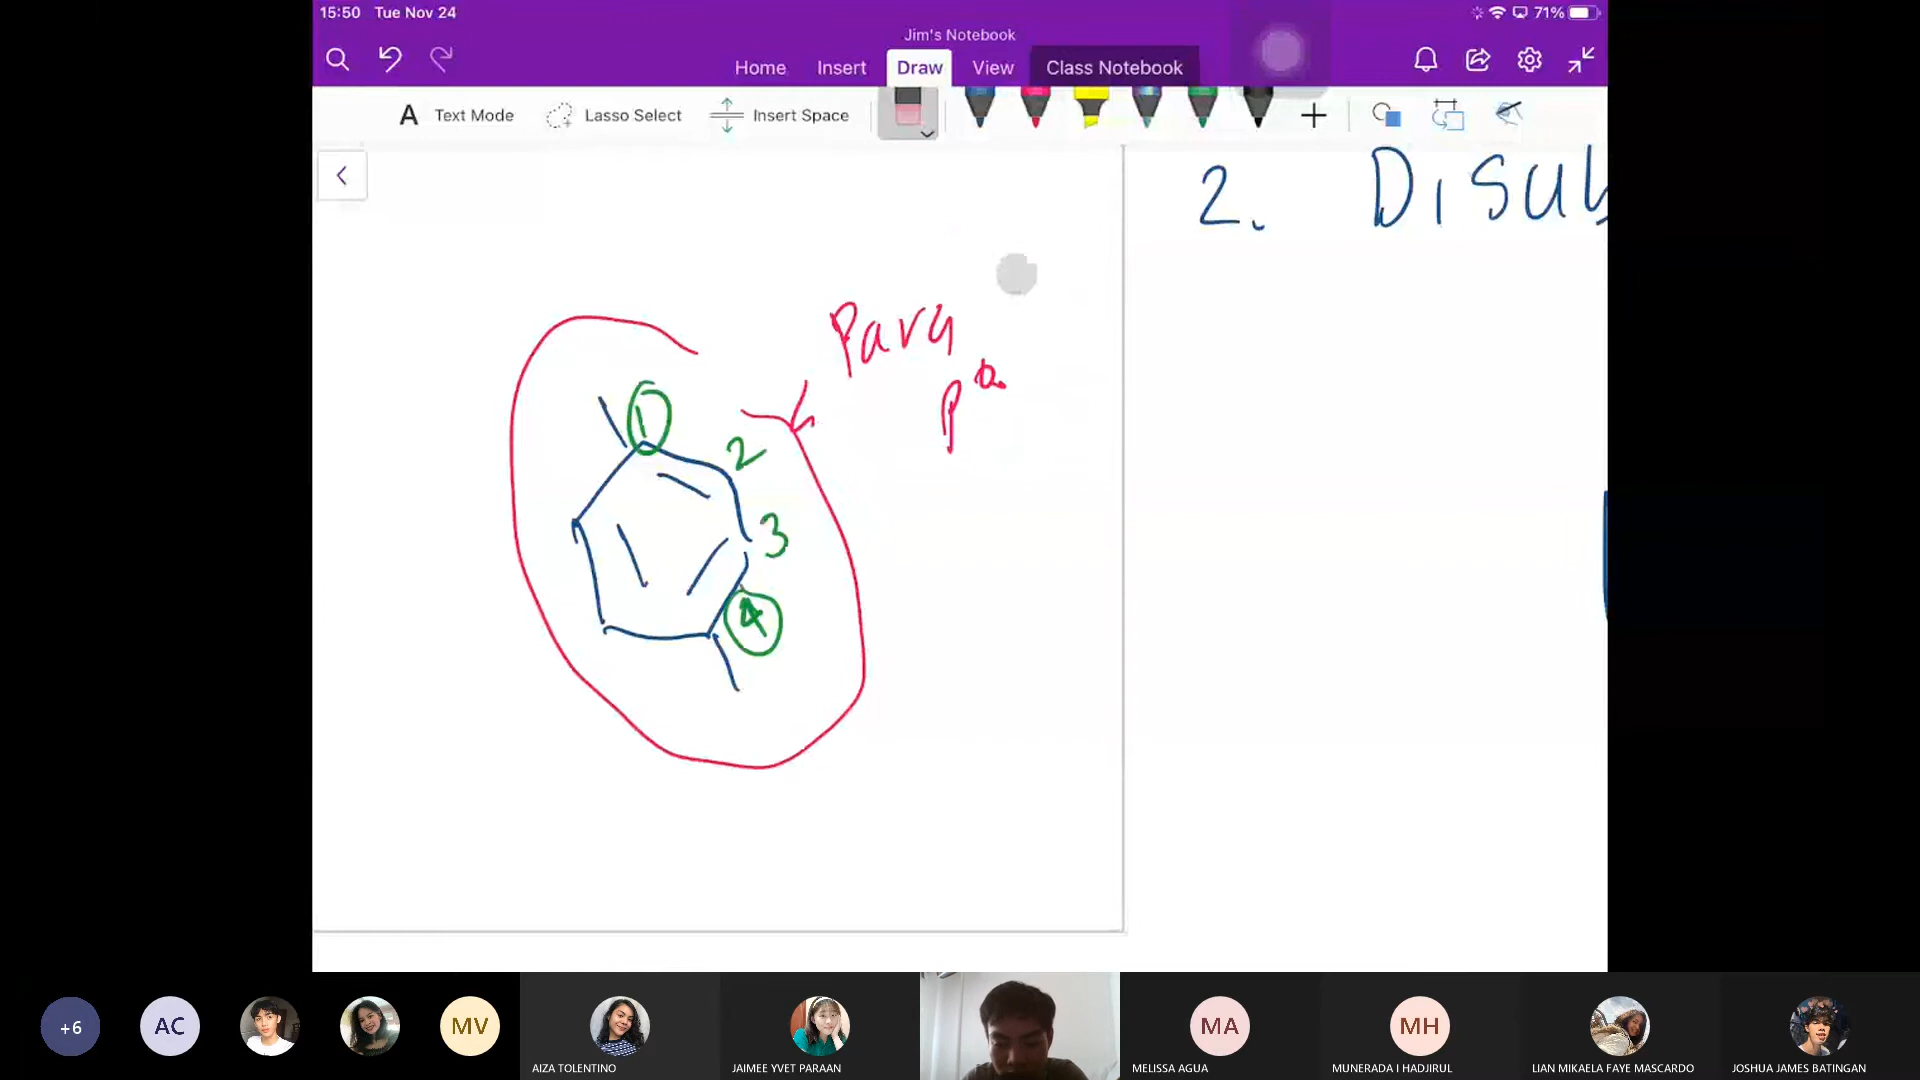 15:50 Tue Nov 24
71%
Jim's Notebook
Home Insert Draw View Class Notebook
A Text Mode Lasso Select Insert Space
2. Disub
Para
p
1
2
3
4
+6
AC
MV
AIZA TOLENTINO
JAIMEE YVET PARAAN
MA
MELISSA AGUA
MH
MUNERADA I HADJIRUL
LIAN MIKAELA FAYE MASCARDO
JOSHUA JAMES BATINGAN